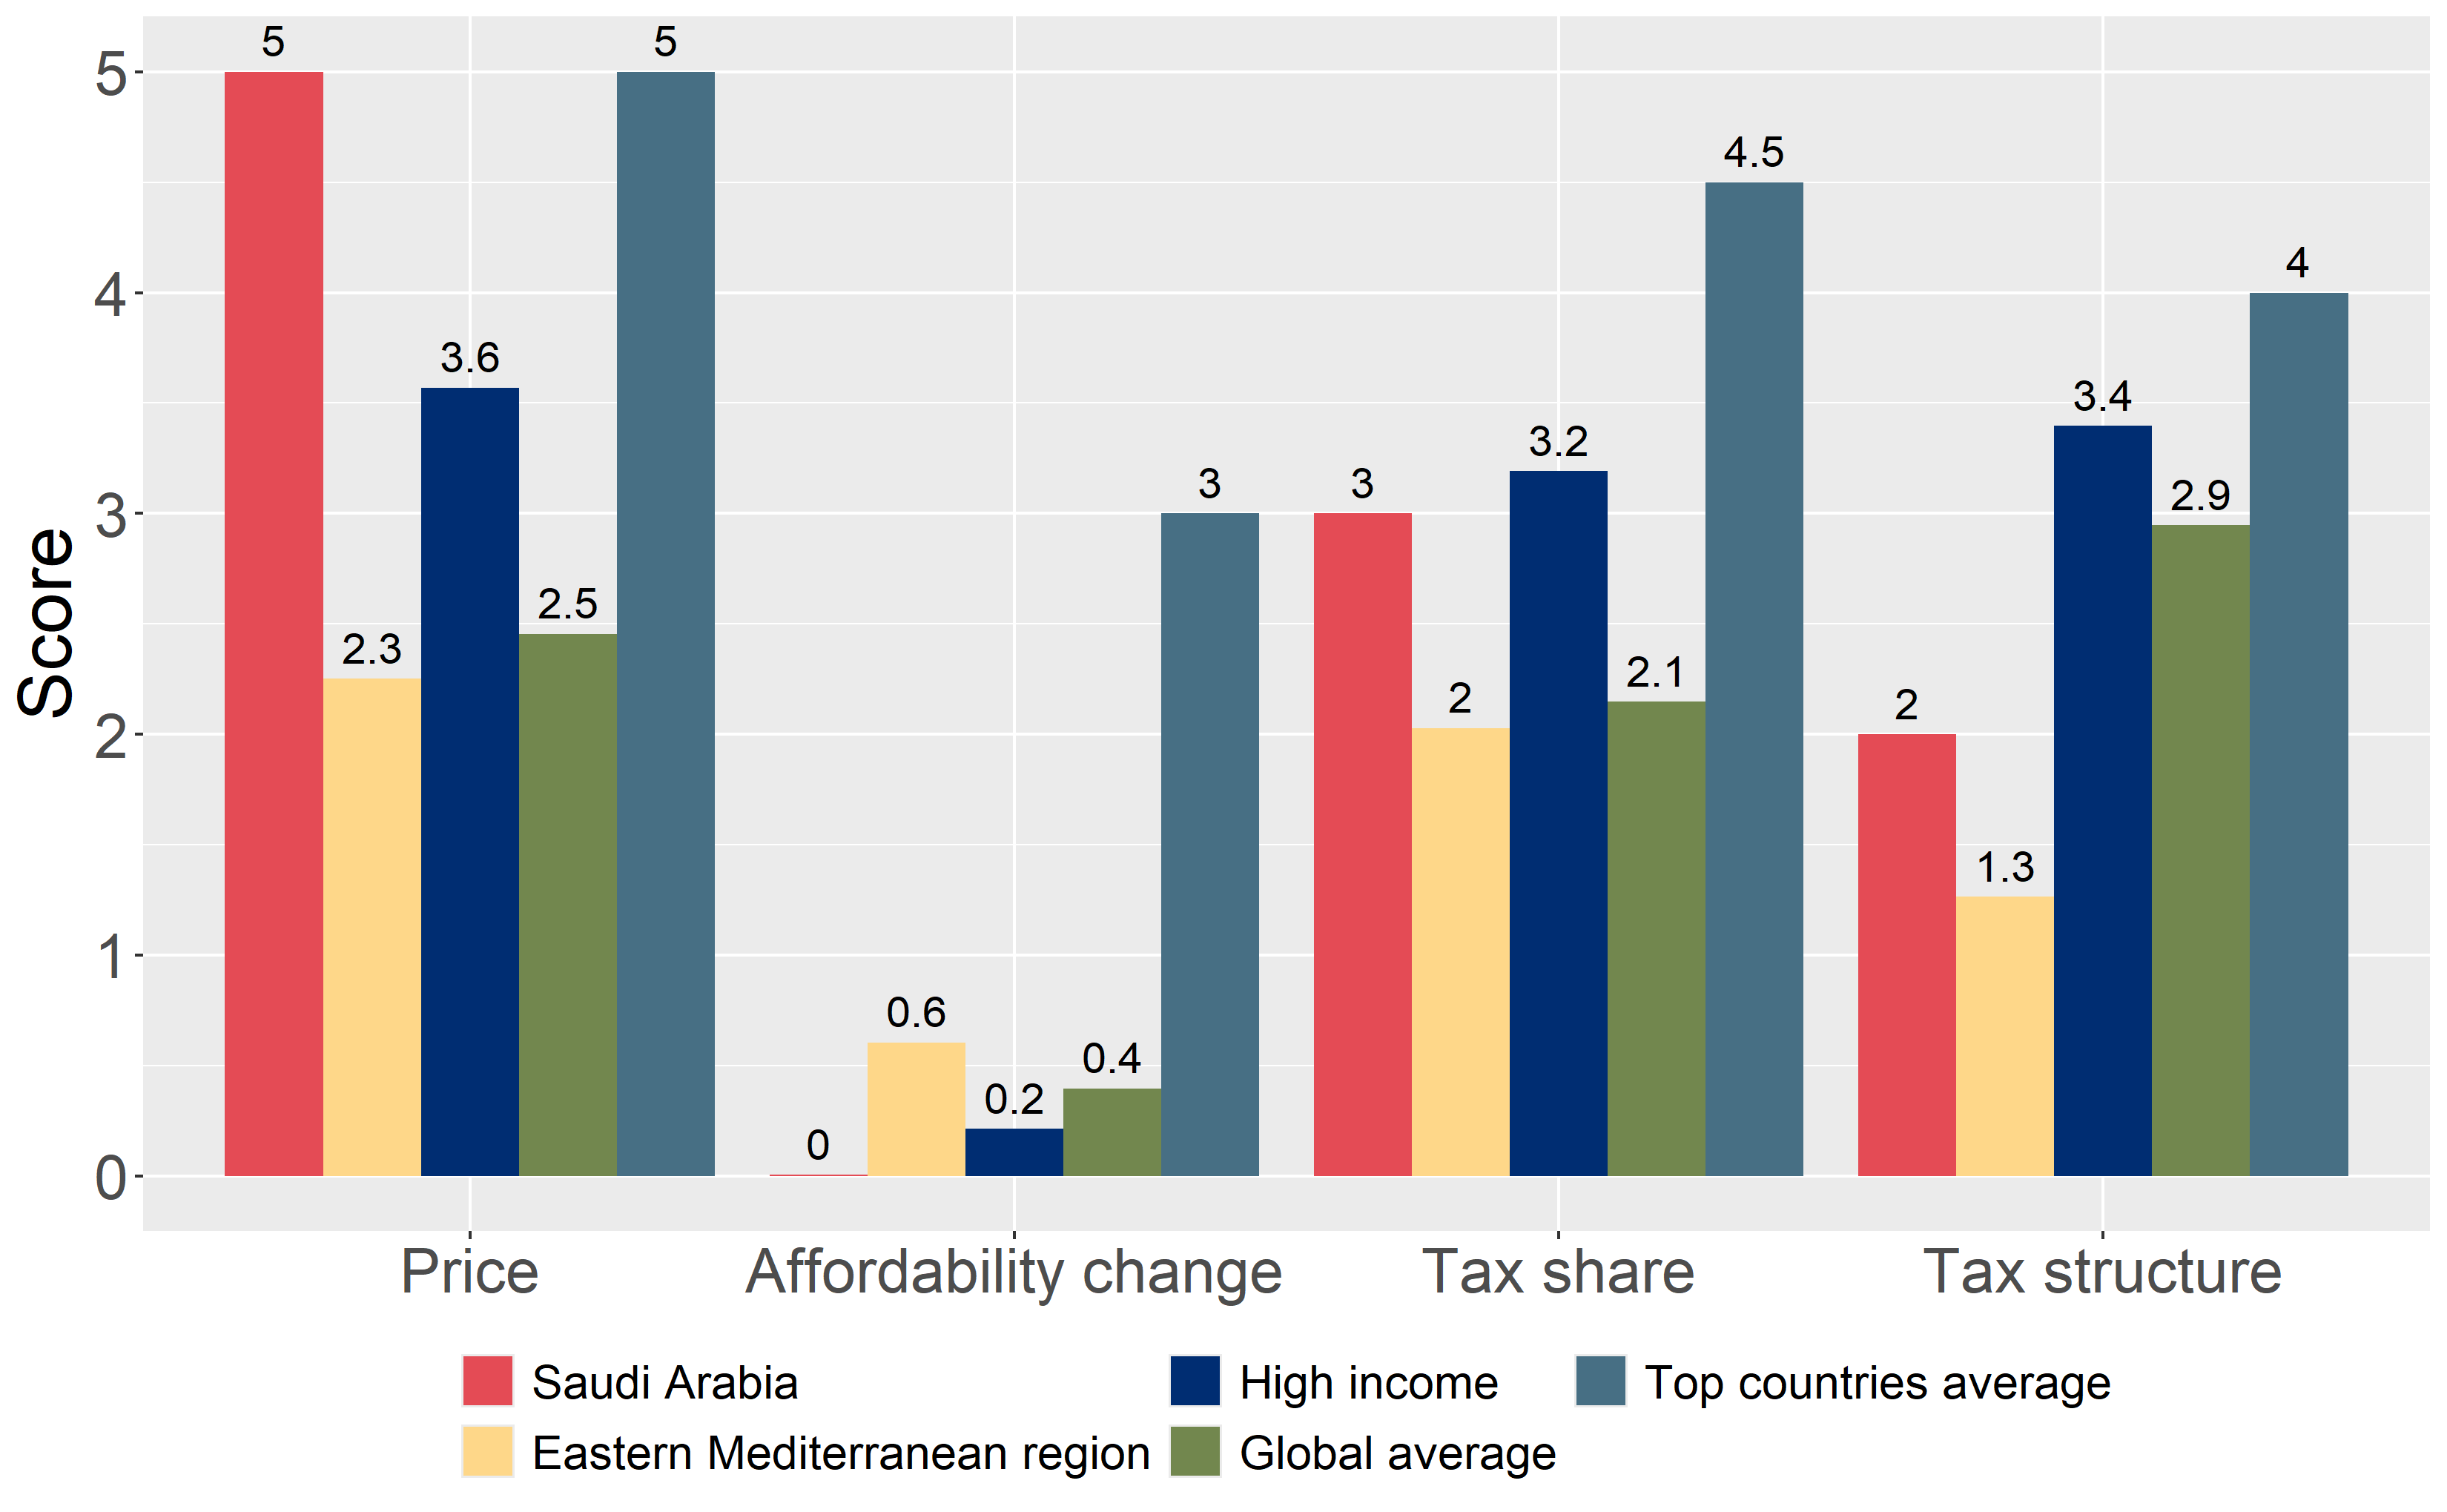 Score
5
4
3
2
1
0
5
2.3
3.6
2.5
5
0
0.6
0.2
0.4
3
3
2
3.2
2.1
4.5
2
1.3
3.4
2.9
4
Price
Affordability change
Tax share
Tax structure
Saudi Arabia
High income
Top countries average
Eastern Mediterranean region
Global average